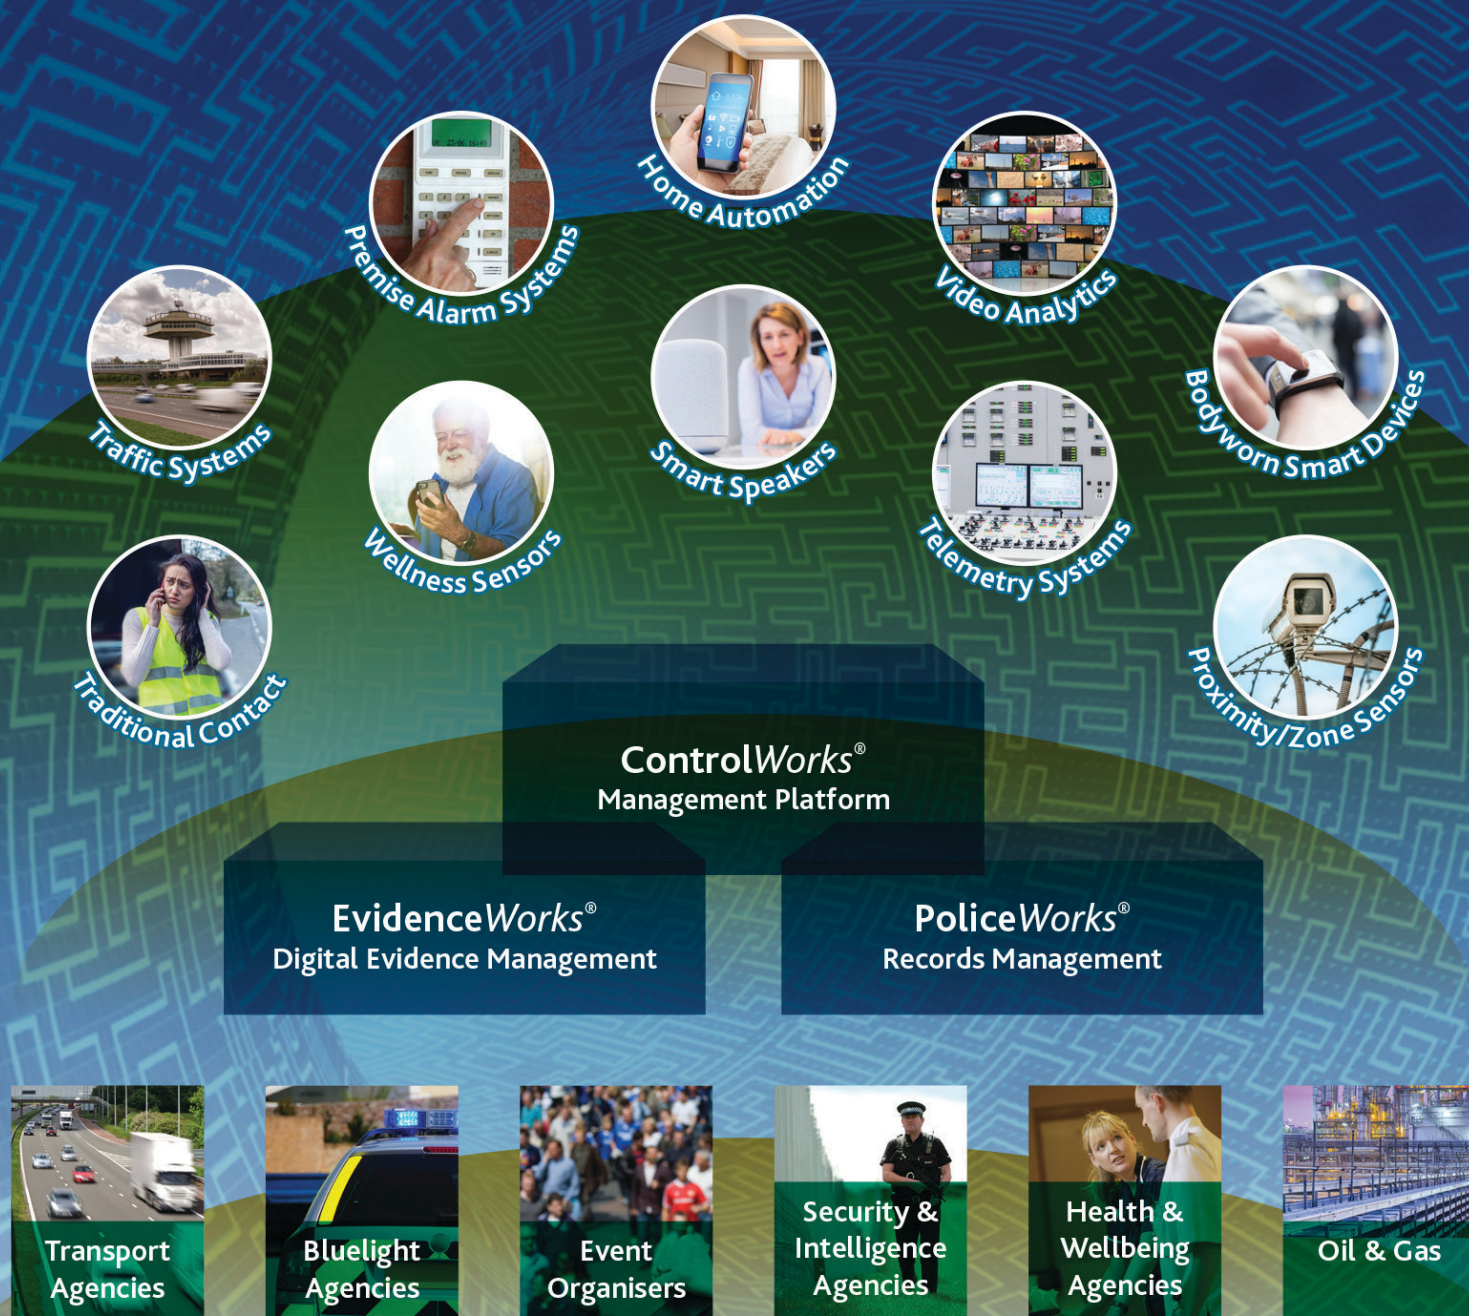 Home Automation
Premise Alarm Systems
Video Analytics
Traffic Systems
Smart Speakers
Bodyworn Smart Devices
Wellness Sensors
Telemetry Systems
Traditional Contact
Proximity/Zone Sensors
ControlWorks®
Management Platform
EvidenceWorks®
Digital Evidence Management
PoliceWorks®
Records Management
Transport
Agencies
Bluelight
Agencies
Event
Organisers
Security &
Intelligence
Agencies
Health &
Wellbeing
Agencies
Oil & Gas